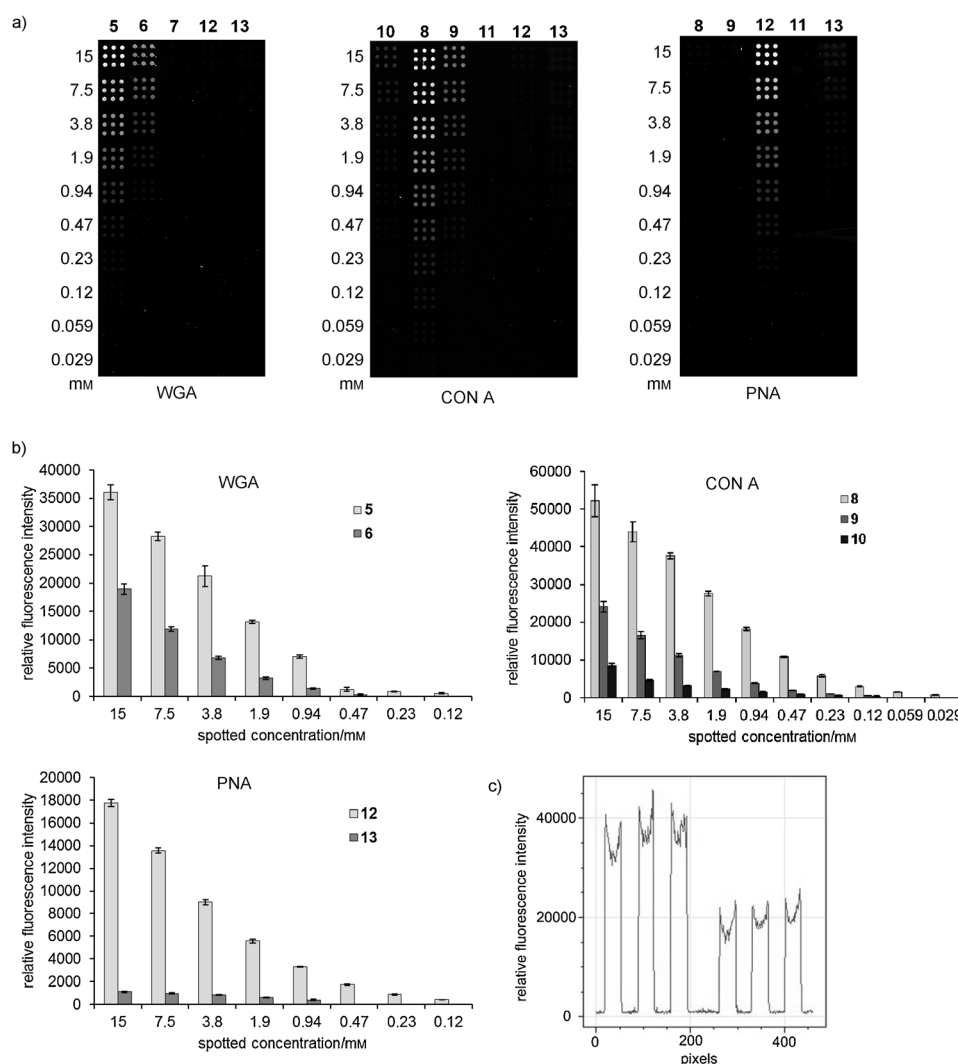 a)
5 6 7 12 13
15
7.5
3.8
1.9
0.94
0.47
0.23
0.12
0.059
0.029
mM
WGA
10 8 9 11 12 13
15
7.5
3.8
1.9
0.94
0.47
0.23
0.12
0.059
0.029
mM
CON A
8 9 12 11 13
15
7.5
3.8
1.9
0.94
0.47
0.23
0.12
0.059
0.029
mM
PNA
b)
WGA
relative fluorescence intensity
40000
35000
30000
25000
20000
15000
10000
5000
0
5
6
15 7.5 3.8 1.9 0.94 0.47 0.23 0.12
spotted concentration/mM
CON A
relative fluorescence intensity
60000
50000
40000
30000
20000
10000
0
8
9
10
15 7.5 3.8 1.9 0.94 0.47 0.23 0.12 0.059 0.029
spotted concentration/mM
PNA
relative fluorescence intensity
20000
18000
16000
14000
12000
10000
8000
6000
4000
2000
0
12
13
15 7.5 3.8 1.9 0.94 0.47 0.23 0.12
spotted concentration/mM
c)
relative fluorescence intensity
40000
20000
0
0 200 400
pixels